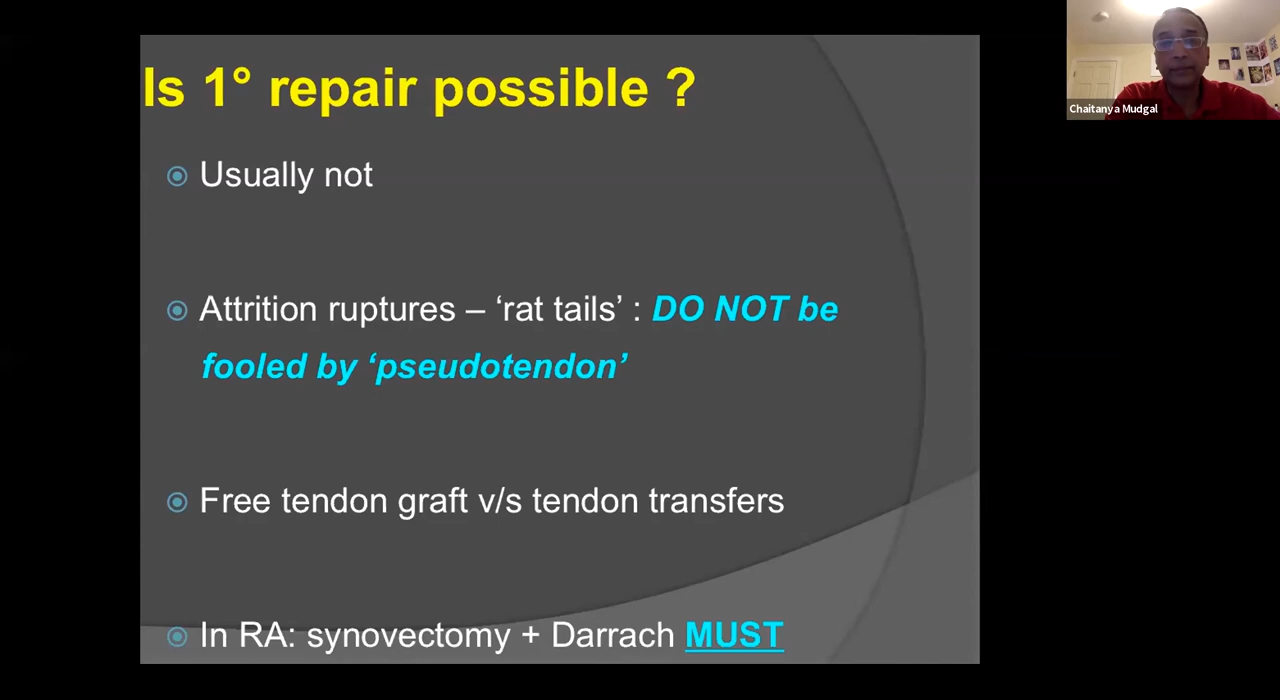 Is 1° repair possible ?
Usually not
Attrition ruptures – ‘rat tails’ : DO NOT be
fooled by ‘pseudotendon’
Free tendon graft v/s tendon transfers
In RA: synovectomy + Darrach MUST
Chaitanya Mudgal